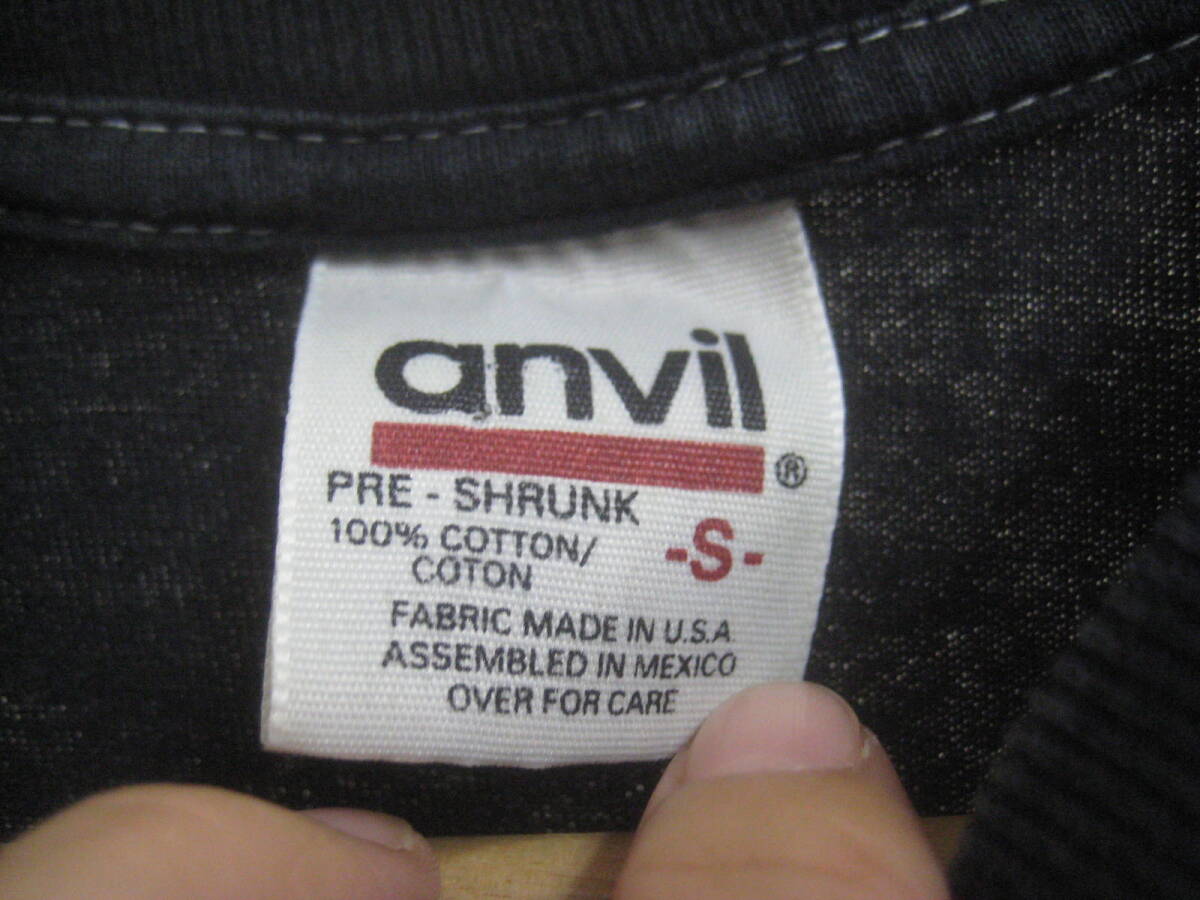 anvil
®
PRE - SHRUNK
100% COTTON/
COTON
-S-
FABRIC MADE IN U.S.A
ASSEMBLED IN MEXICO
OVER FOR CARE